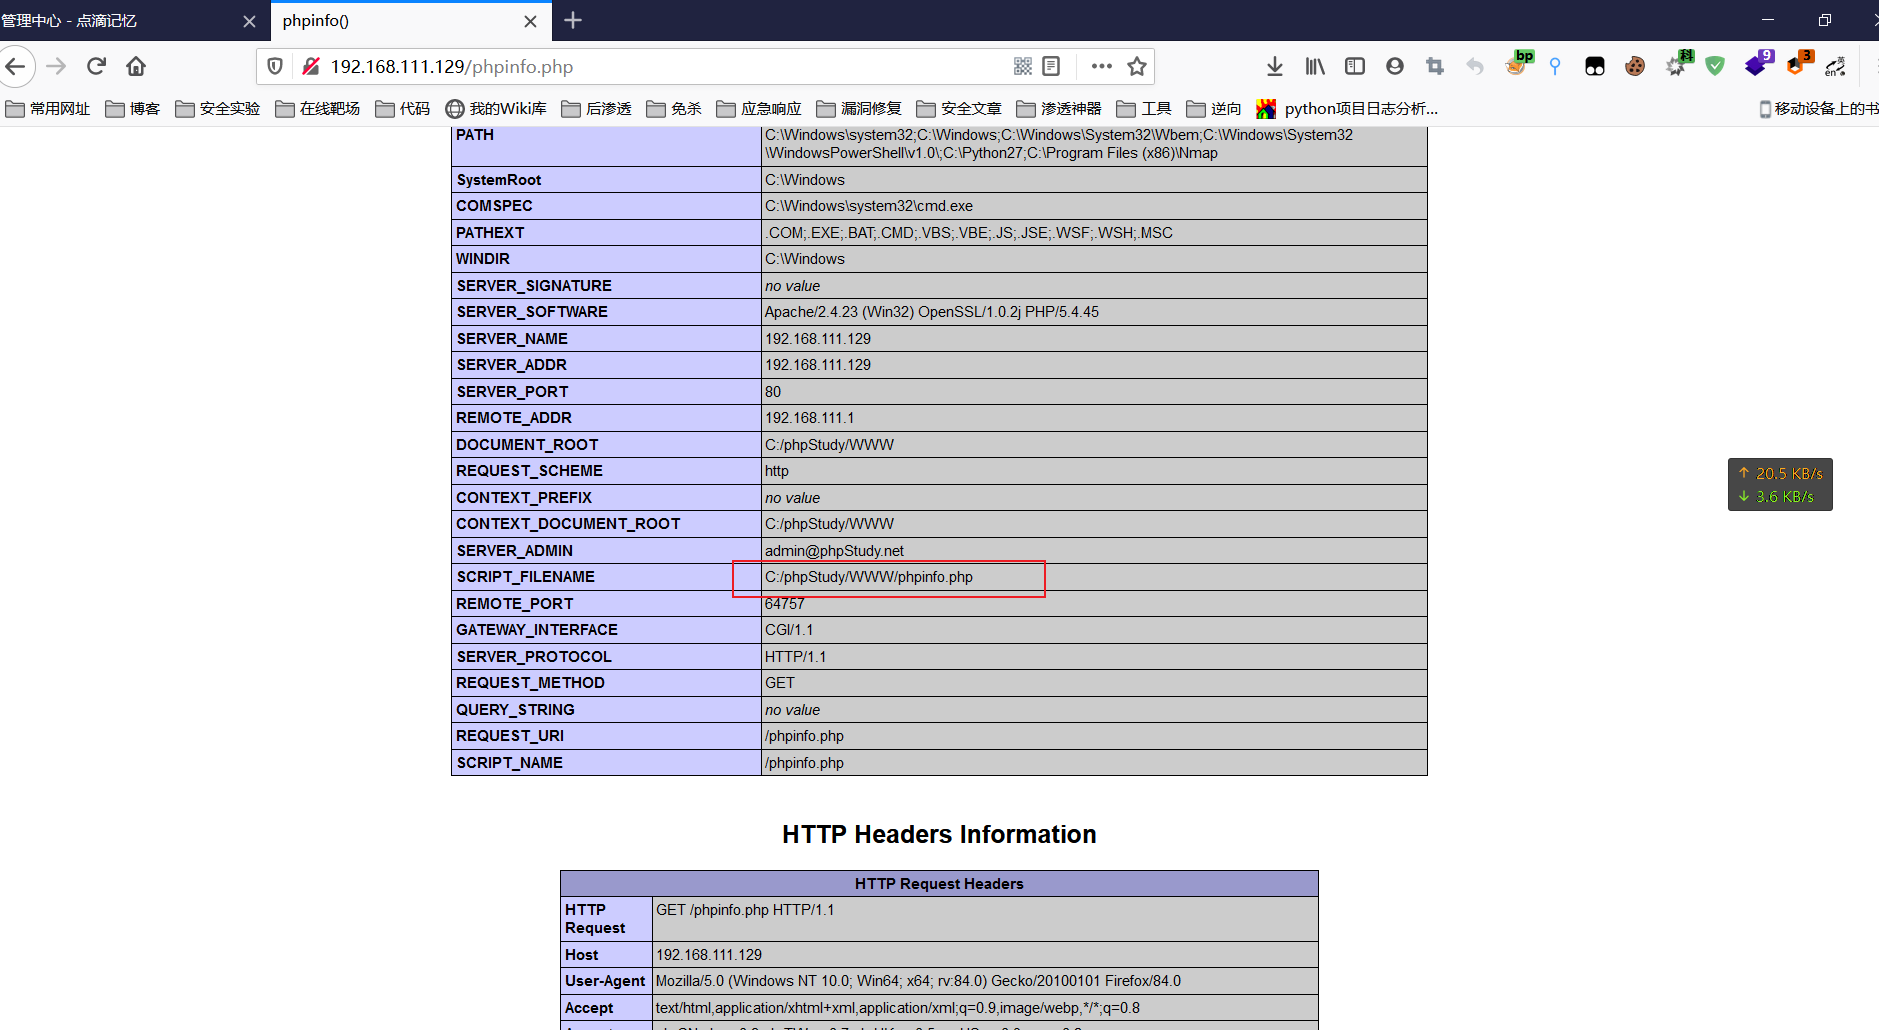 管理中心 - 点滴记忆
phpinfo()
192.168.111.129/phpinfo.php
bp
科
9
3
英
en
常用网址 博客 安全实验 在线靶场 代码 我的Wiki库 后渗透 免杀 应急响应 漏洞修复 安全文章 渗透神器 工具 逆向 python项目日志分析... 移动设备上的书
PATH C:\Windows\system32;C:\Windows;C:\Windows\System32\Wbem;C:\Windows\System32
\WindowsPowerShell\v1.0\;C:\Python27;C:\Program Files (x86)\Nmap
SystemRoot C:\Windows
COMSPEC C:\Windows\system32\cmd.exe
PATHEXT .COM;.EXE;.BAT;.CMD;.VBS;.VBE;.JS;.JSE;.WSF;.WSH;.MSC
WINDIR C:\Windows
SERVER_SIGNATURE no value
SERVER_SOFTWARE Apache/2.4.23 (Win32) OpenSSL/1.0.2j PHP/5.4.45
SERVER_NAME 192.168.111.129
SERVER_ADDR 192.168.111.129
SERVER_PORT 80
REMOTE_ADDR 192.168.111.1
DOCUMENT_ROOT C:/phpStudy/WWW
REQUEST_SCHEME http
CONTEXT_PREFIX no value
CONTEXT_DOCUMENT_ROOT C:/phpStudy/WWW
SERVER_ADMIN admin@phpStudy.net
SCRIPT_FILENAME C:/phpStudy/WWW/phpinfo.php
REMOTE_PORT 64757
GATEWAY_INTERFACE CGI/1.1
SERVER_PROTOCOL HTTP/1.1
REQUEST_METHOD GET
QUERY_STRING no value
REQUEST_URI /phpinfo.php
SCRIPT_NAME /phpinfo.php
↑ 20.5 KB/s
↓ 3.6 KB/s
HTTP Headers Information
HTTP Request Headers
HTTP Request GET /phpinfo.php HTTP/1.1
Host 192.168.111.129
User-Agent Mozilla/5.0 (Windows NT 10.0; Win64; x64; rv:84.0) Gecko/20100101 Firefox/84.0
Accept text/html,application/xhtml+xml,application/xml;q=0.9,image/webp,*/*;q=0.8